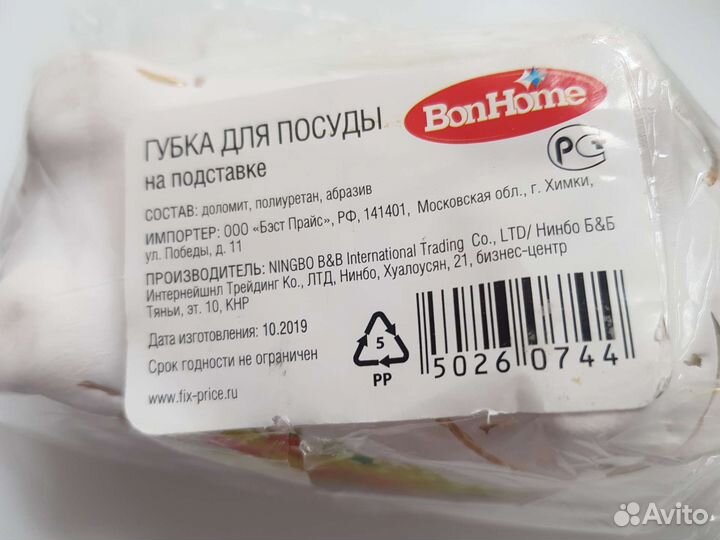 BonHome
ГУБКА ДЛЯ ПОСУДЫ
на подставке
РС
СОСТАВ: доломит, полиуретан, абразив
ИМПОРТЕР: ООО «Бэст Прайс», РФ, 141401, Московская обл., г. Химки,
ул. Победы, д. 11
ПРОИЗВОДИТЕЛЬ: NINGBO B&B International Trading Co., LTD/ Нинбо Б&Б
Интернейшнл Трейдинг Ко., ЛТД, Нинбо, Хуалоусян, 21, бизнес-центр
Тяньи, эт. 10, КНР
Дата изготовления: 10.2019
Срок годности не ограничен
www.fix-price.ru
5
PP
50260744
Avito